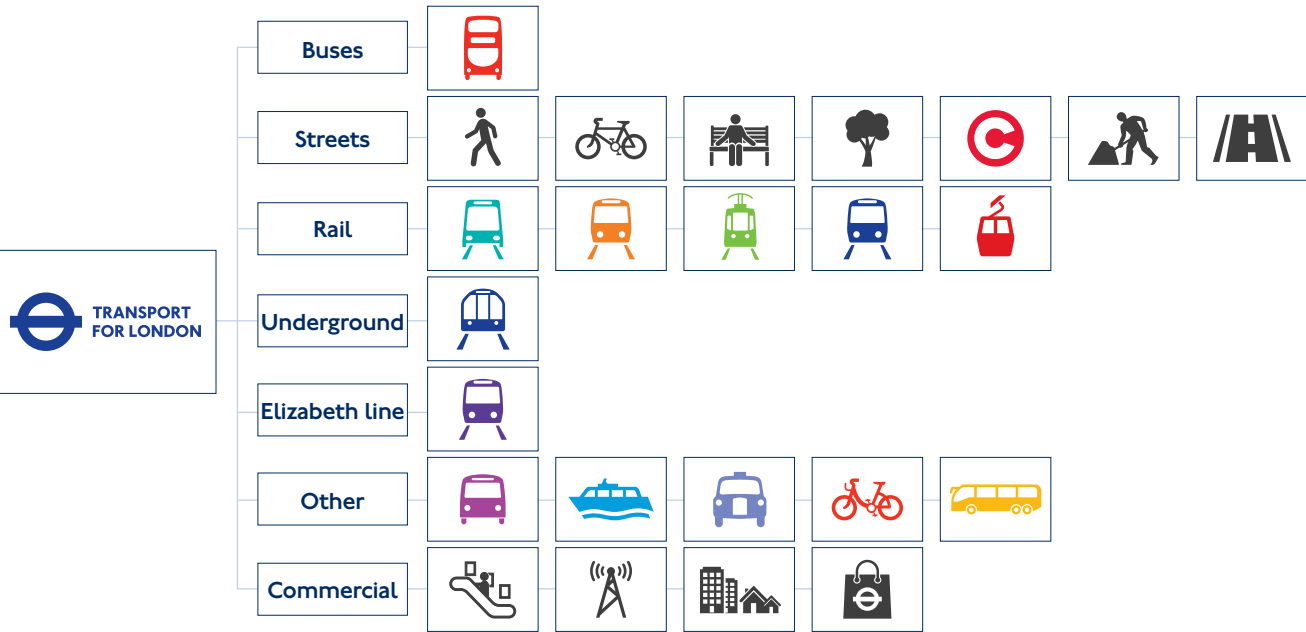 Buses
Streets
Rail
TRANSPORT
FOR LONDON
Underground
Elizabeth line
Other
Commercial